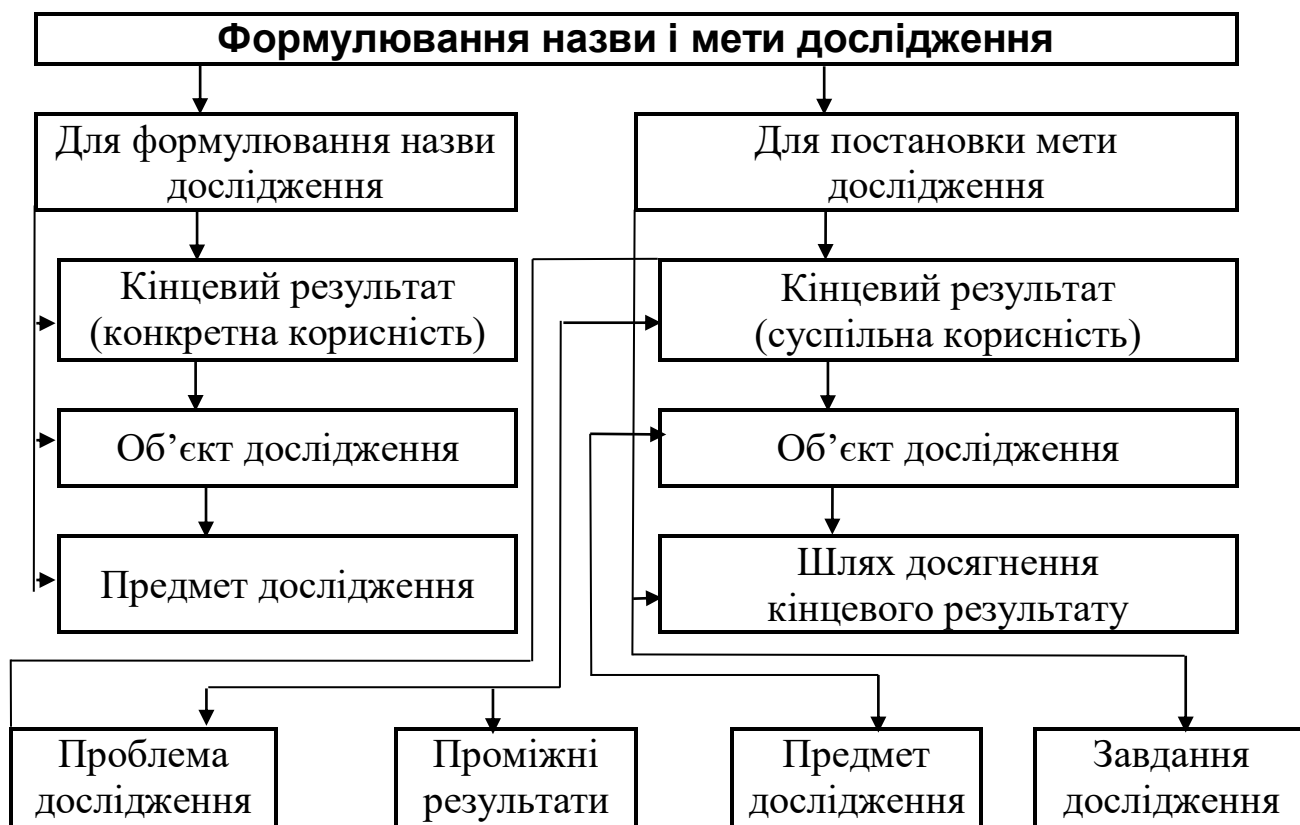 Формулювання назви і мети дослідження
Для формулювання назви
дослідження
Для постановки мети
дослідження
Кінцевий результат
(конкретна корисність)
Кінцевий результат
(суспільна корисність)
Об’єкт дослідження
Об’єкт дослідження
Предмет дослідження
Шлях досягнення
кінцевого результату
Проблема
дослідження
Проміжні
результати
Предмет
дослідження
Завдання
дослідження